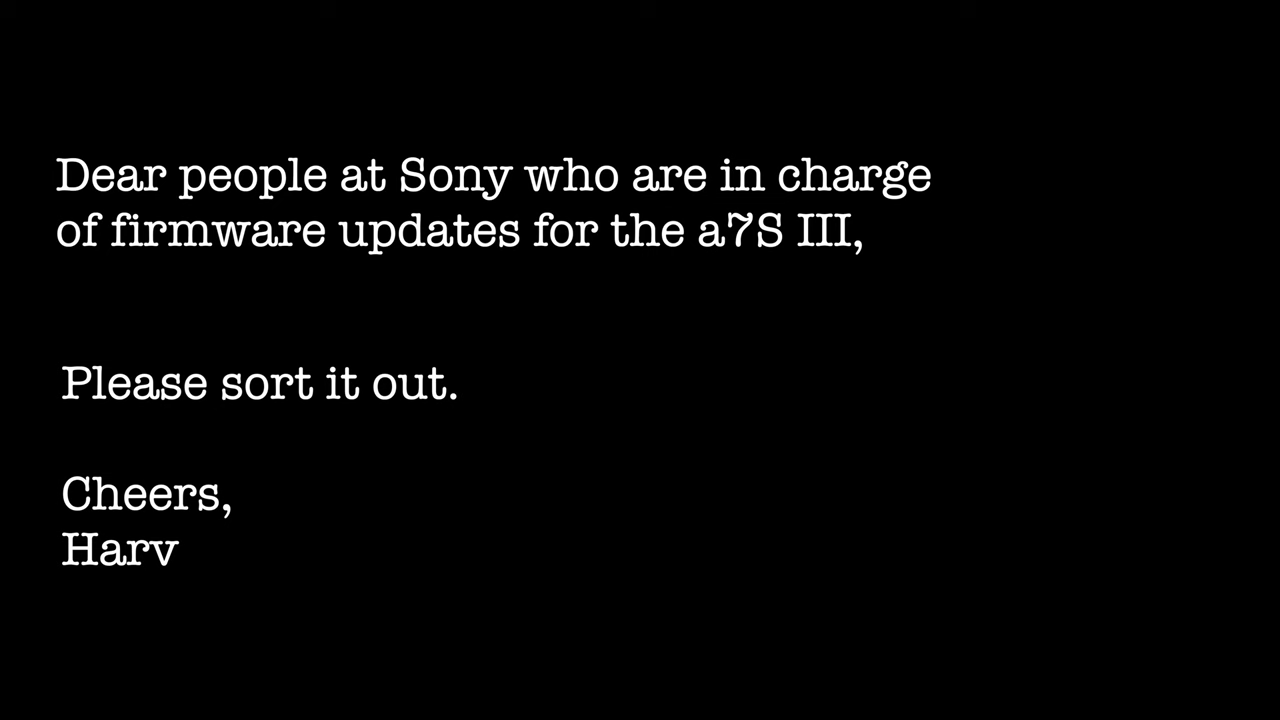 Dear people at Sony who are in charge
of firmware updates for the a7S III,
Please sort it out.
Cheers,
Harv